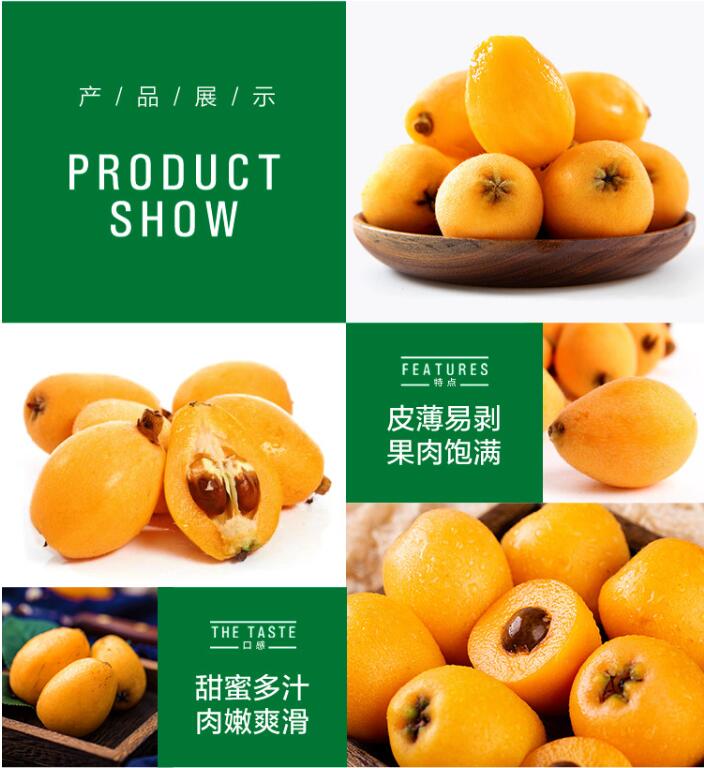 产/品/展/示
PRODUCT
SHOW
FEATURES
特点
皮薄易剥
果肉饱满
THE TASTE
口感
甜蜜多汁
肉嫩爽滑